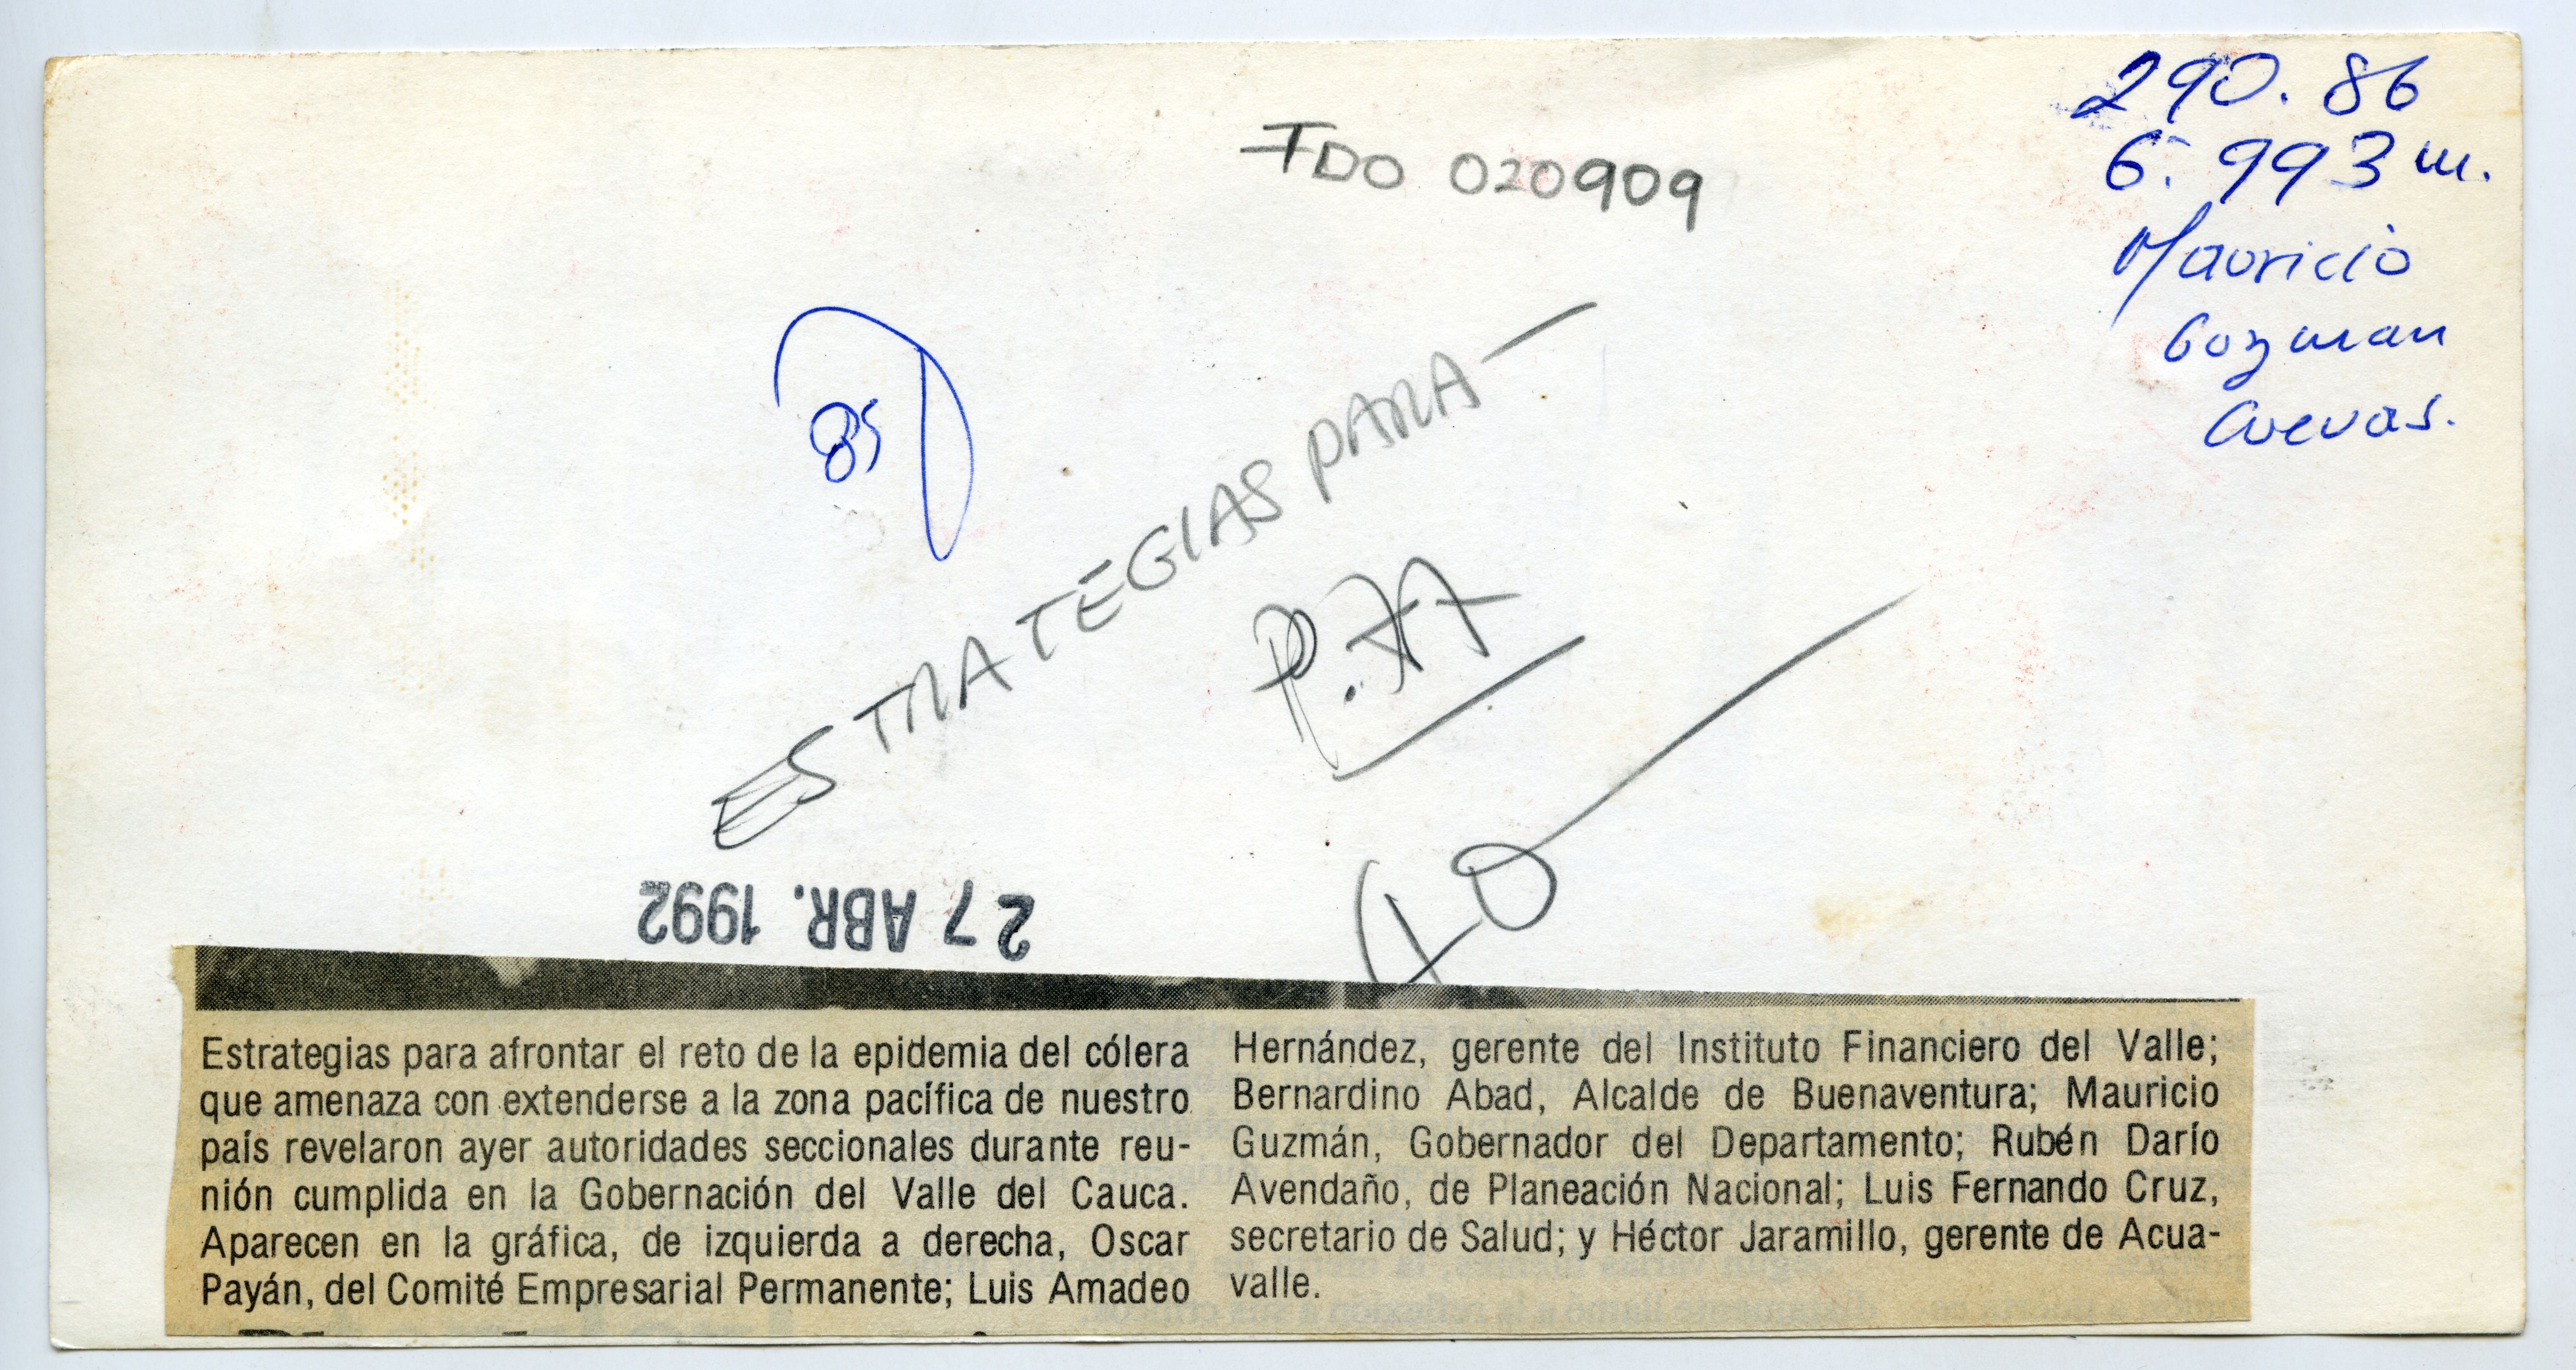 290.86
6.993 m.
Mauricio
Guzman
Cuevas.
TDO 020909
85
ESTRATEGIAS PARA
27 ABR. 1992
Estrategias para afrontar el reto de la epidemia del cólera
que amenaza con extenderse a la zona pacífica de nuestro
país revelaron ayer autoridades seccionales durante reu-
nión cumplida en la Gobernación del Valle del Cauca.
Aparecen en la gráfica, de izquierda a derecha, Oscar
Payán, del Comité Empresarial Permanente; Luis Amadeo
Hernández, gerente del Instituto Financiero del Valle;
Bernardino Abad, Alcalde de Buenaventura; Mauricio
Guzmán, Gobernador del Departamento; Rubén Darío
Avendaño, de Planeación Nacional; Luis Fernando Cruz,
secretario de Salud; y Héctor Jaramillo, gerente de Acua-
valle.